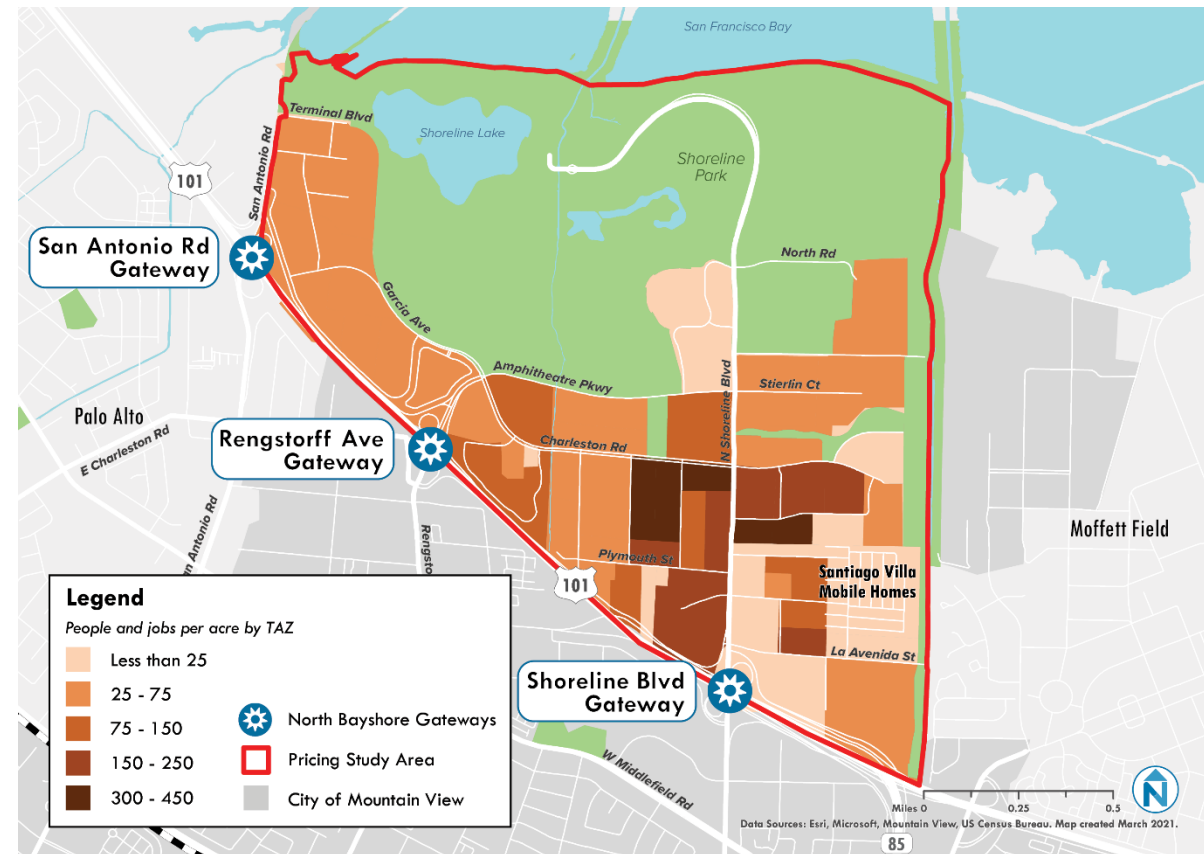 San Francisco Bay
Terminal Blvd
Shoreline Lake
San Antonio Rd
101
Shoreline
Park
San Antonio Rd
Gateway
North Rd
Garcia Ave
Amphitheatre Pkwy
Stierlin Ct
N Shoreline Blvd
Palo Alto
Rengstorff Ave
Gateway
Charleston Rd
E Charleston Rd
Moffett Field
an Antonio Rd
Rengsto
Plymouth St
101
Santiago Villa
Mobile Homes
La Avenida St
Shoreline Blvd
Gateway
W Middlefield Rd
Legend
People and jobs per acre by TAZ
Less than 25
25 - 75
75 - 150
150 - 250
300 - 450
North Bayshore Gateways
Pricing Study Area
City of Mountain View
N
Miles 0 0.25 0.5
Data Sources: Esri, Microsoft, Mountain View, US Census Bureau. Map created March 2021.
85